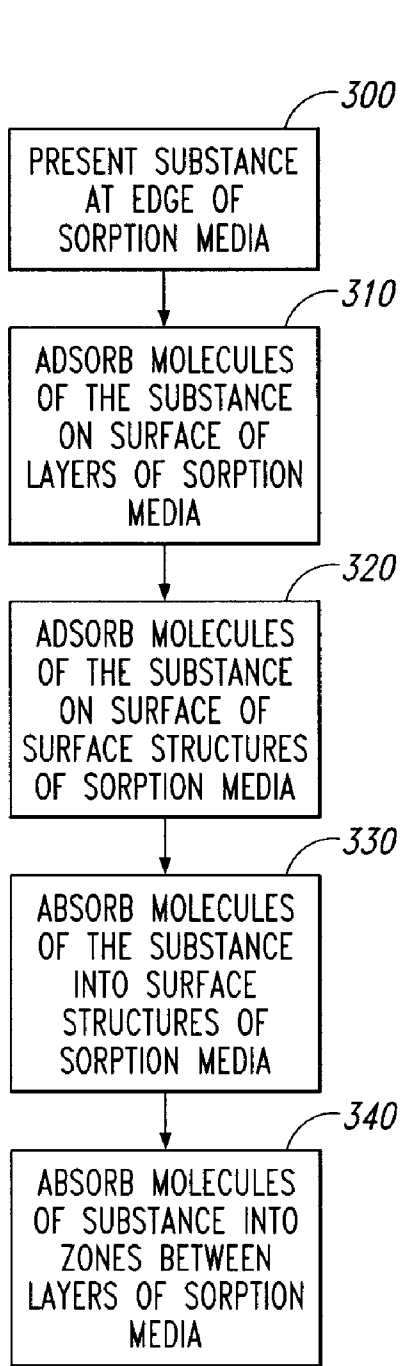 300
PRESENT SUBSTANCE
AT EDGE OF
SORPTION MEDIA
310
ADSORB MOLECULES
OF THE SUBSTANCE
ON SURFACE OF
LAYERS OF SORPTION
MEDIA
320
ADSORB MOLECULES
OF THE SUBSTANCE
ON SURFACE OF
SURFACE STRUCTURES
OF SORPTION MEDIA
330
ABSORB MOLECULES
OF THE SUBSTANCE
INTO SURFACE
STRUCTURES OF
SORPTION MEDIA
340
ABSORB MOLECULES
OF SUBSTANCE INTO
ZONES BETWEEN
LAYERS OF SORPTION
MEDIA